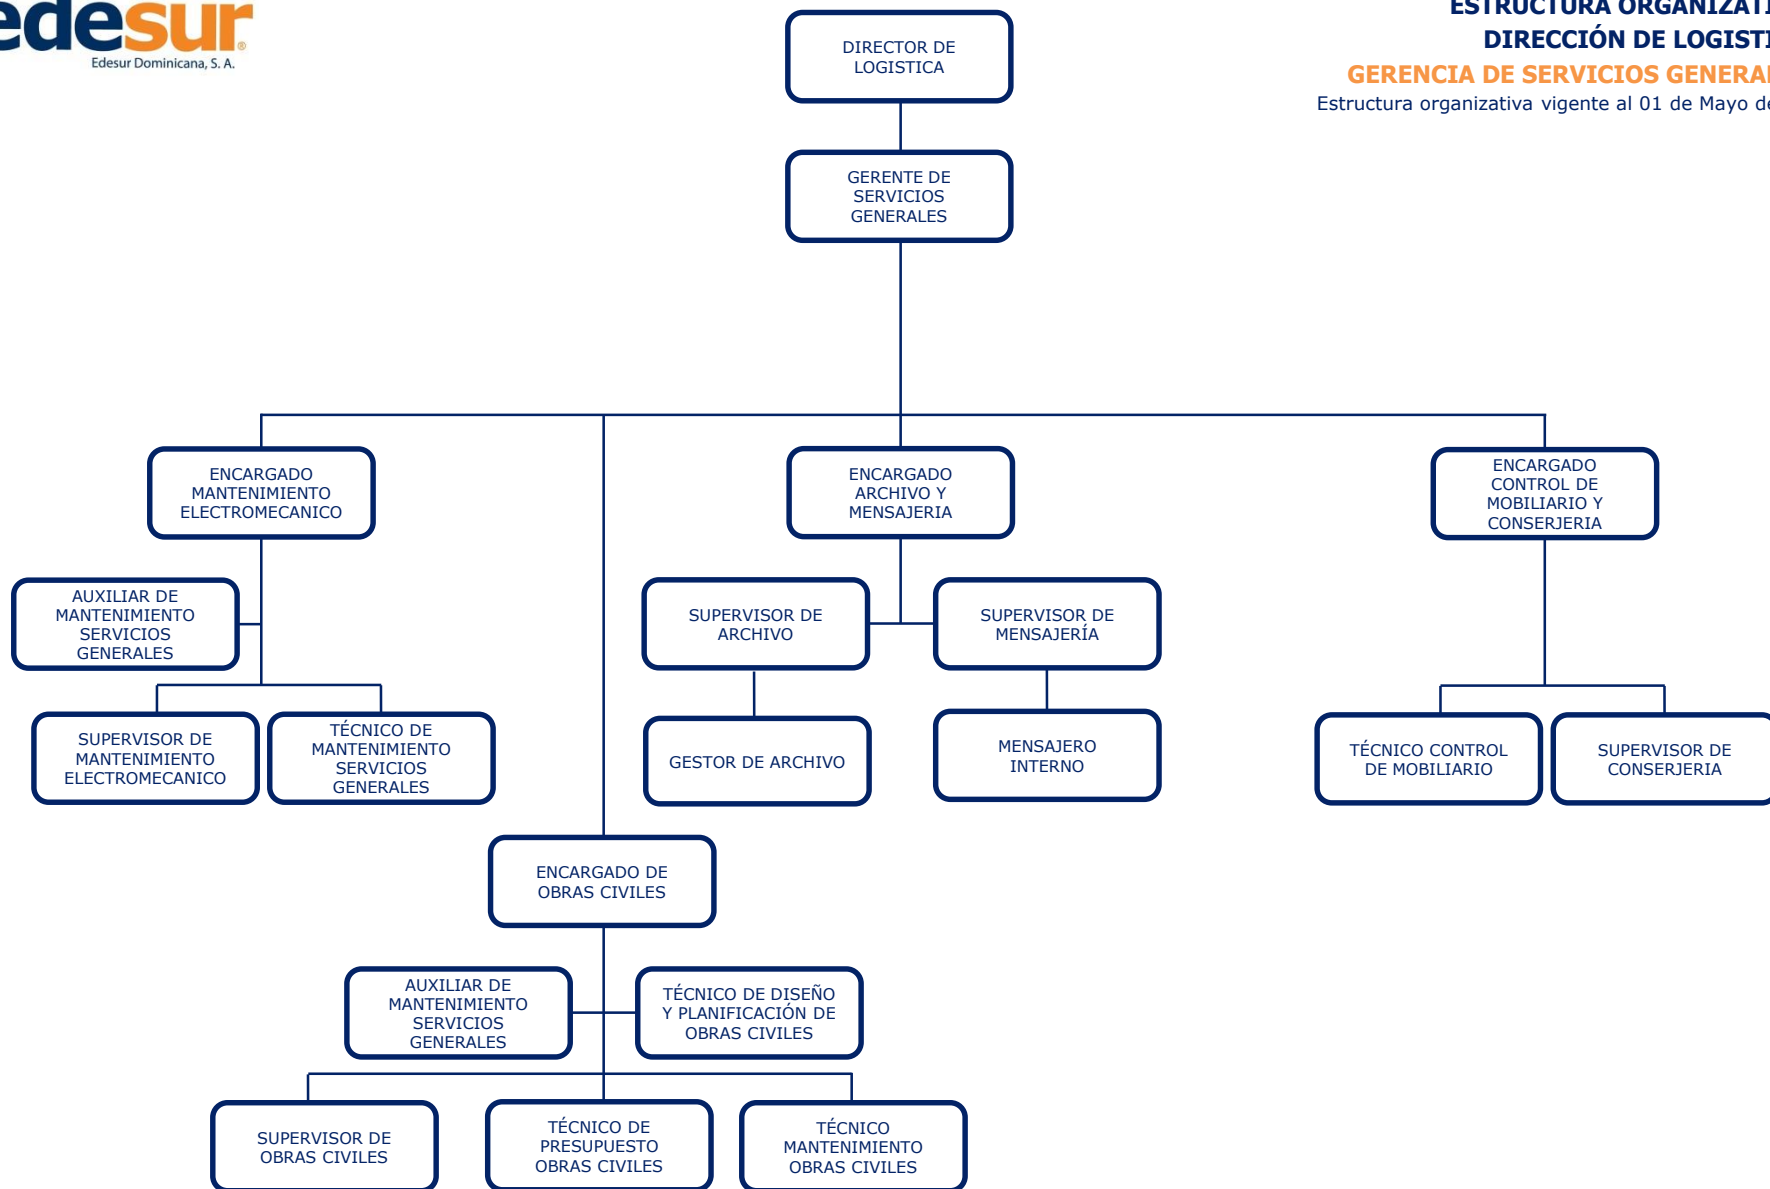 edesur
Edesur Dominicana, S. A.
DIRECCIÓN DE
GERENCIA DE SERVICIOS
Estructura organizativa vigente al 01 de Mayo
DIRECTOR DE
LOGISTICA
GERENTE DE
SERVICIOS
GENERALES
ENCARGADO
MANTENIMIENTO
ELECTROMECANICO
ENCARGADO
ARCHIVO Y
MENSAJERIA
ENCARGADO
CONTROL DE
MOBILIARIO Y
CONSERJERIA
AUXILIAR DE
MANTENIMIENTO
SERVICIOS
GENERALES
SUPERVISOR DE
ARCHIVO
SUPERVISOR DE
MENSAJERÍA
SUPERVISOR DE
MANTENIMIENTO
ELECTROMECANICO
TÉCNICO DE
MANTENIMIENTO
SERVICIOS
GENERALES
GESTOR DE ARCHIVO
MENSAJERO
INTERNO
TÉCNICO CONTROL
DE MOBILIARIO
SUPERVISOR DE
CONSERJERIA
ENCARGADO DE
OBRAS CIVILES
AUXILIAR DE
MANTENIMIENTO
SERVICIOS
GENERALES
TÉCNICO DE DISEÑO
Y PLANIFICACIÓN DE
OBRAS CIVILES
SUPERVISOR DE
OBRAS CIVILES
TÉCNICO DE
PRESUPUESTO
OBRAS CIVILES
TÉCNICO
MANTENIMIENTO
OBRAS CIVILES